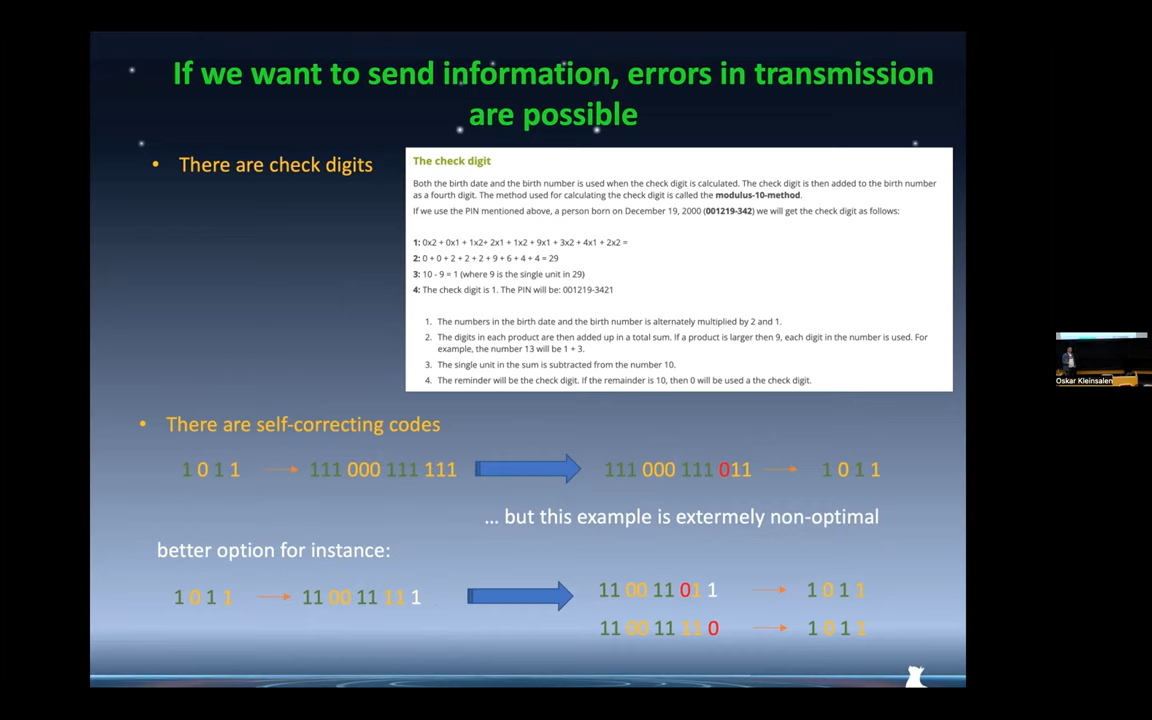 If we want to send information, errors in transmission
are possible
• There are check digits
The check digit
Both the birth date and the birth number is used when the check digit is calculated. The check digit is then added to the birth number
as a fourth digit. The method used for calculating the check digit is called the modulus-10-method.
If we use the PIN mentioned above, a person born on December 19, 2000 (001219-342) we will get the check digit as follows:
1: 0x2 + 0x1 + 1x2+ 2x1 + 1x2 + 9x1 + 3x2 + 4x1 + 2x2 =
2: 0 + 0 + 2 + 2 + 2 + 9 + 6 + 4 + 4 = 29
3: 10 - 9 = 1 (where 9 is the single unit in 29)
4: The check digit is 1. The PIN will be: 001219-3421
1. The numbers in the birth date and the birth number is alternately multiplied by 2 and 1.
2. The digits in each product are then added up in a total sum. If a product is larger then 9, each digit in the number is used. For
example, the number 13 will be 1 + 3.
3. The single unit in the sum is subtracted from the number 10.
4. The reminder will be the check digit. If the remainder is 10, then 0 will be used a the check digit.
Oskar Kleinsalen
• There are self-correcting codes
1 0 1 1 → 111 000 111 111 111 000 111 011 → 1 0 1 1
... but this example is extermely non-optimal
better option for instance:
1 0 1 1 → 11 00 11 11 1 11 00 11 01 1 → 1 0 1 1
11 00 11 11 0 → 1 0 1 1